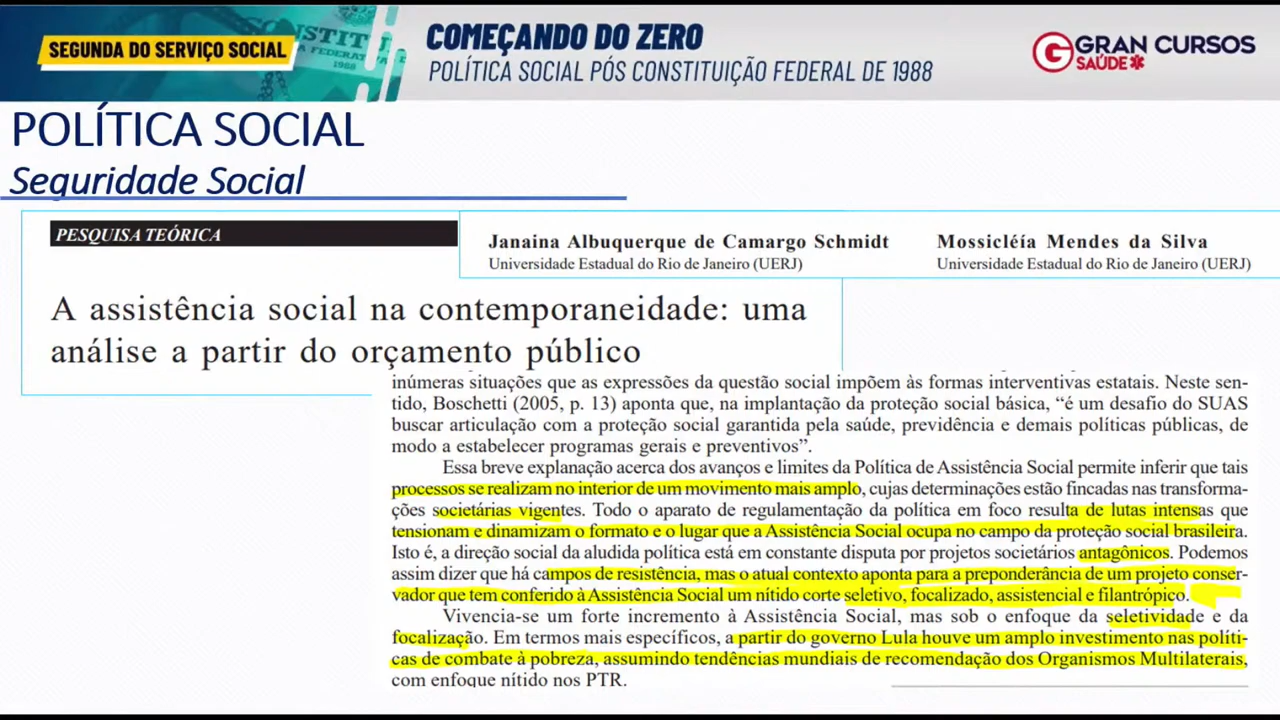 SEGUNDA DO SERVIÇO SOCIAL
CONSTITU
A FEDERATIVA
1988
COMEÇANDO DO ZERO
POLÍTICA SOCIAL PÓS CONSTITUIÇÃO FEDERAL DE 1988
GRAN CURSOS
SAÚDE
POLÍTICA SOCIAL
Seguridade Social
PESQUISA TEÓRICA
Janaina Albuquerque de Camargo Schmidt
Universidade Estadual do Rio de Janeiro (UERJ)
Mossicléia Mendes da Silva
Universidade Estadual do Rio de Janeiro (UERJ)
A assistência social na contemporaneidade: uma
análise a partir do orçamento público
inúmeras situações que as expressões da questão social impõem às formas interventivas estatais. Neste sen-
tido, Boschetti (2005, p. 13) aponta que, na implantação da proteção social básica, “é um desafio do SUAS
buscar articulação com a proteção social garantida pela saúde, previdência e demais políticas públicas, de
modo a estabelecer programas gerais e preventivos”.
Essa breve explanação acerca dos avanços e limites da Política de Assistência Social permite inferir que tais
processos se realizam no interior de um movimento mais amplo, cujas determinações estão fincadas nas transforma-
ções societárias vigentes. Todo o aparato de regulamentação da política em foco resulta de lutas intensas que
tensionam e dinamizam o formato e o lugar que a Assistência Social ocupa no campo da proteção social brasileira.
Isto é, a direção social da aludida política está em constante disputa por projetos societários antagônicos. Podemos
assim dizer que há campos de resistência, mas o atual contexto aponta para a preponderância de um projeto conser-
vador que tem conferido à Assistência Social um nítido corte seletivo, focalizado, assistencial e filantrópico.
Vivencia-se um forte incremento à Assistência Social, mas sob o enfoque da seletividade e da
focalização. Em termos mais específicos, a partir do governo Lula houve um amplo investimento nas políti-
cas de combate à pobreza, assumindo tendências mundiais de recomendação dos Organismos Multilaterais,
com enfoque nítido nos PTR.